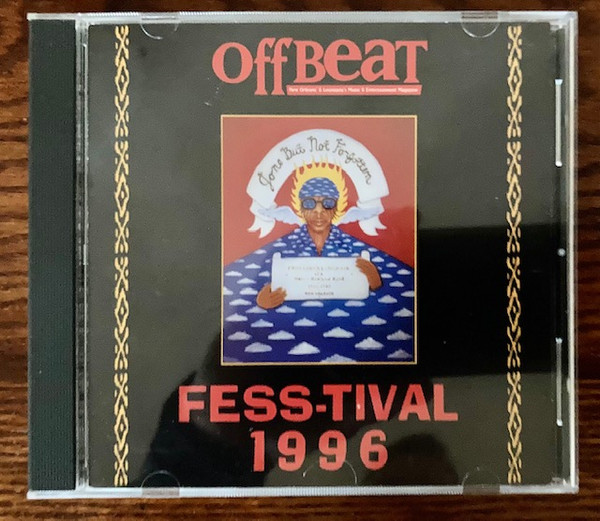 OffBeat
New Orleans' & Louisiana's Music & Entertainment Magazine
Gone But Not Forgotten
FESS-TIVAL
1996